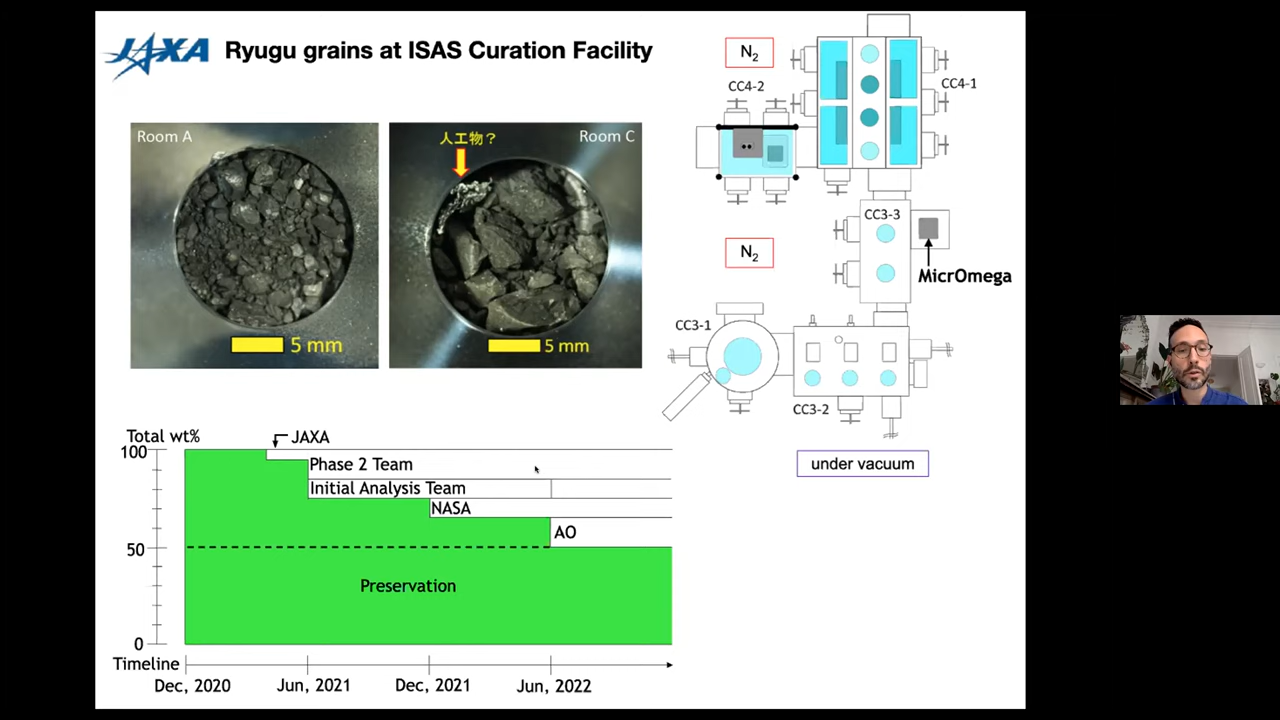 JAXA
Ryugu grains at ISAS Curation Facility
Room A
5 mm
人工物？
Room C
5 mm
N₂
CC4-2
CC4-1
CC3-3
N₂
MicrOmega
CC3-1
CC3-2
under vacuum
Total wt%
100
50
0
JAXA
Phase 2 Team
Initial Analysis Team
NASA
AO
Preservation
Timeline
Dec, 2020
Jun, 2021
Dec, 2021
Jun, 2022